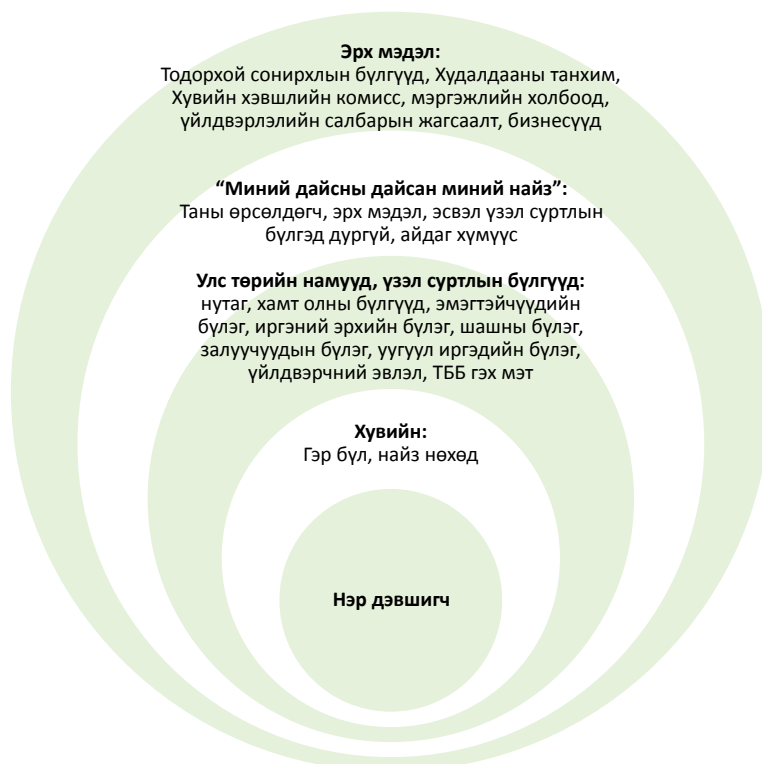 Эрх мэдэл:
Тодорхой сонирхлын бүлгүүд, Худалдааны танхим,
Хувийн хэвшлийн комисс, мэргэжлийн холбоод,
үйлдвэрлэлийн салбарын жагсаалт, бизнесүүд
“Миний дайсны дайсан миний найз”:
Таны өрсөлдөгч, эрх мэдэл, эсвэл үзэл суртлын
бүлгэд дургүй, айдаг хүмүүс
Улс төрийн намууд, үзэл суртлын бүлгүүд:
нутаг, хамт олны бүлгүүд, эмэгтэйчүүдийн
бүлэг, иргэний эрхийн бүлэг, шашны бүлэг,
залуучуудын бүлэг, уугуул иргэдийн бүлэг,
үйлдвэрчний эвлэл, ТББ гэх мэт
Хувийн:
Гэр бүл, найз нөхөд
Нэр дэвшигч